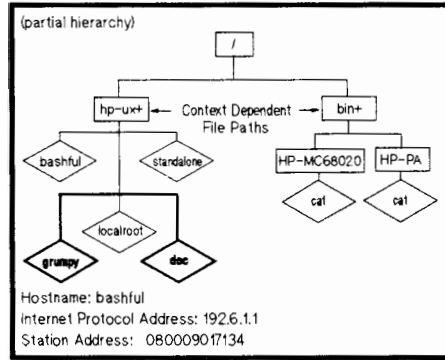 (partial hierarchy)
/
hp-ux+
Context Dependent
File Paths
bin+
bashful
standalone
HP-MC68020
HP-PA
cat
cat
localroot
grumpy
doc
Hostname: bashful
Internet Protocol Address: 192.6.1.1
Station Address: 080009017134